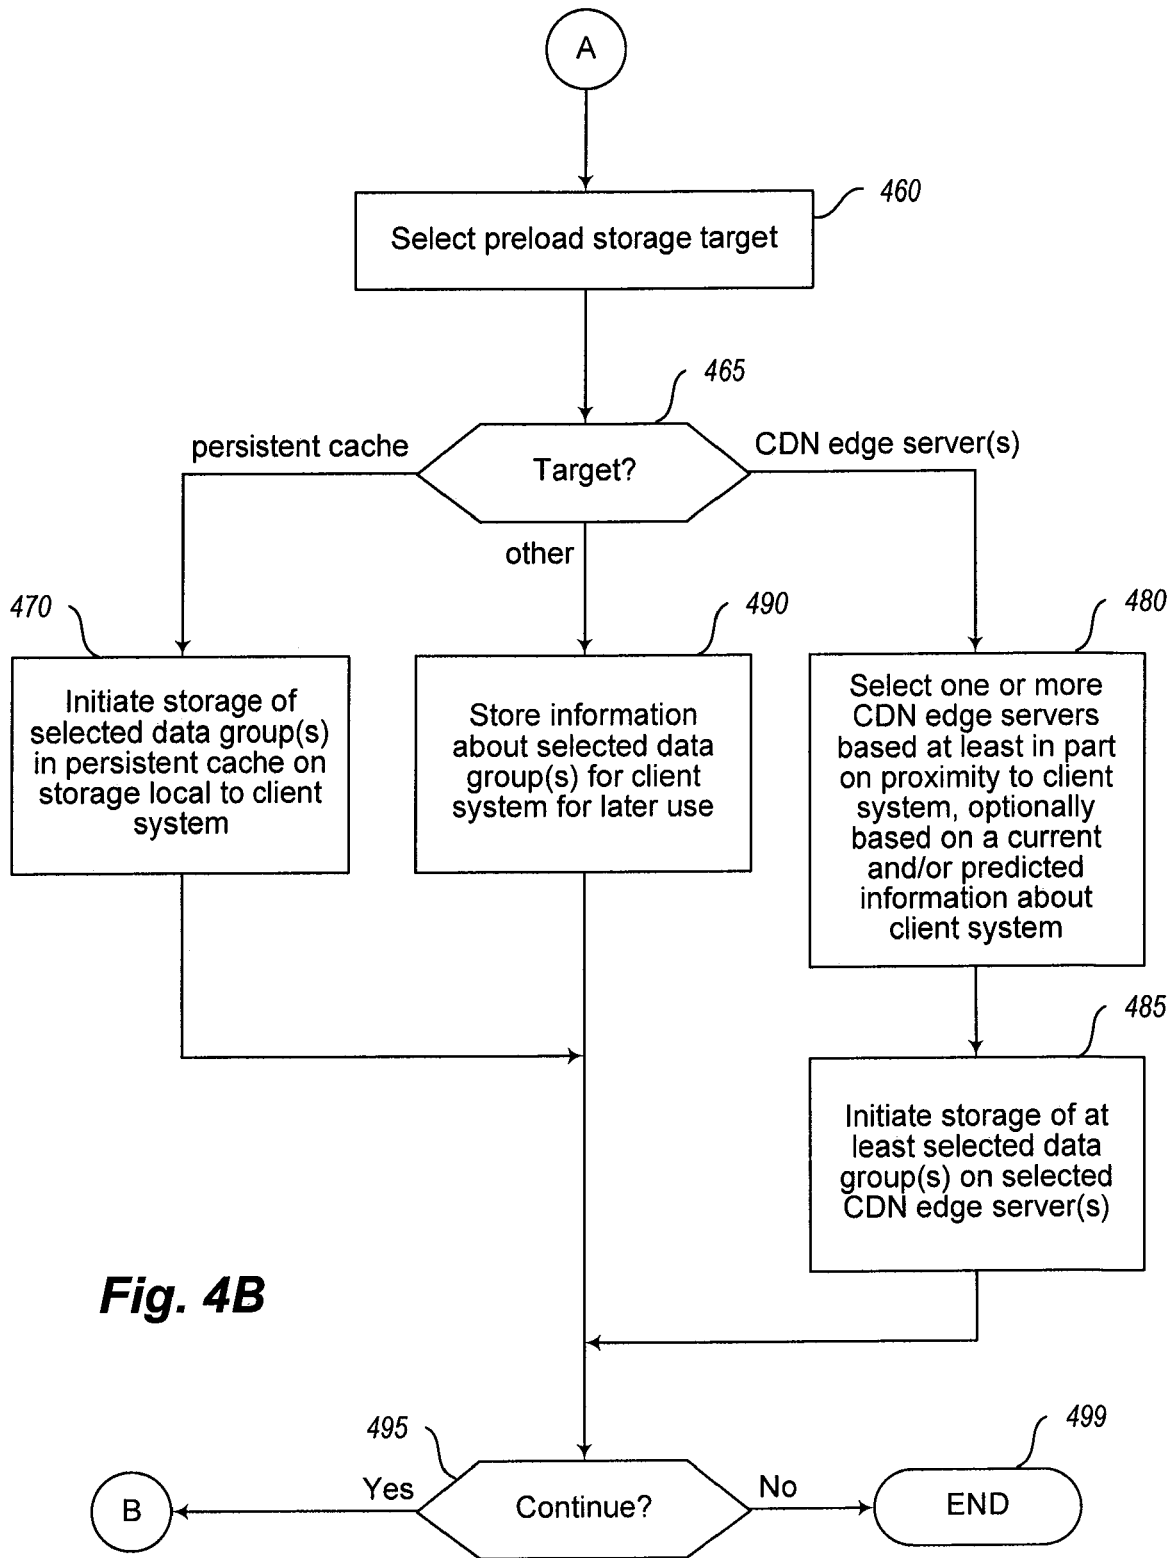 A
460
Select preload storage target
465
persistent cache
CDN edge server(s)
Target?
other
470
490
480
Initiate storage of
selected data group(s)
in persistent cache on
storage local to client
system
Store information
about selected data
group(s) for client
system for later use
Select one or more
CDN edge servers
based at least in part
on proximity to client
system, optionally
based on a current
and/or predicted
information about
client system
485
Initiate storage of at
least selected data
group(s) on selected
CDN edge server(s)
Fig. 4B
495
499
B
Yes
Continue?
No
END